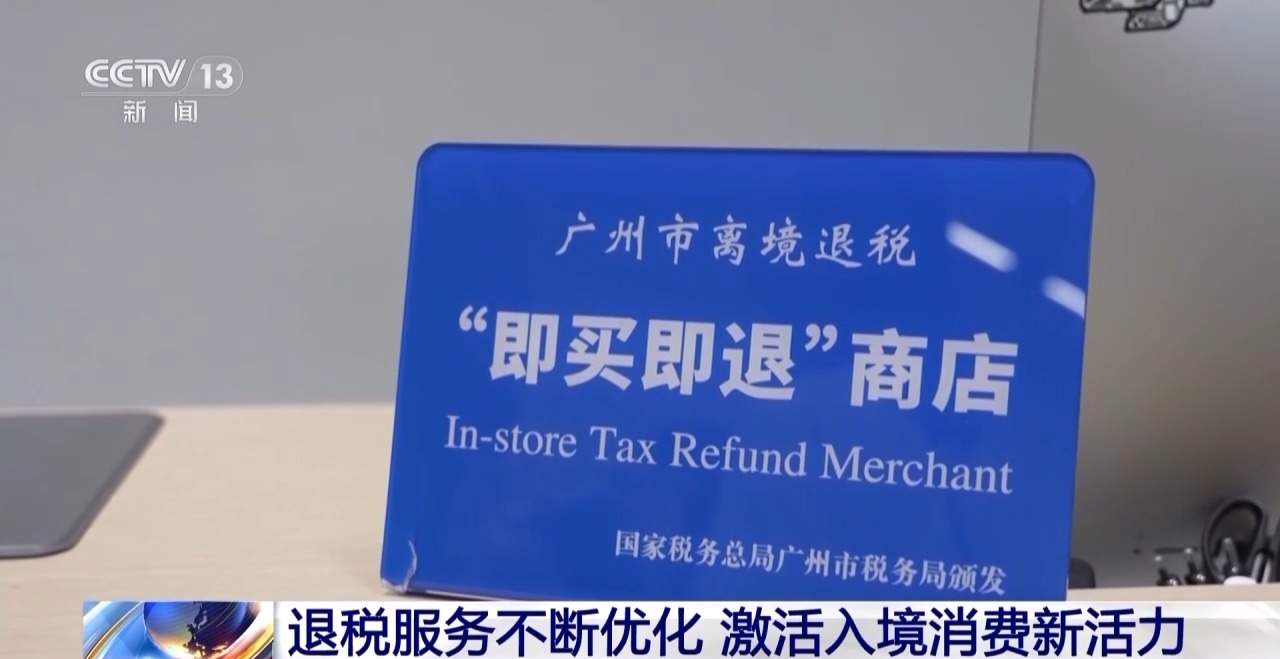 CCTV 13
新闻
广州市离境退税
“即买即退”商店
In-store Tax Refund Merchant
国家税务总局广州市税务局颁发
退税服务不断优化 激活入境消费新活力